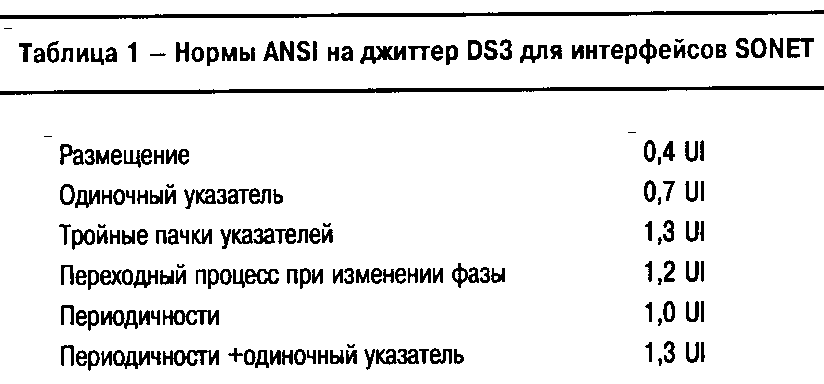 Таблица 1 – Нормы ANSI на джиттер DS3 для интерфейсов SONET
Размещение 0,4 UI
Одиночный указатель 0,7 UI
Тройные пачки указателей 1,3 UI
Переходный процесс при изменении фазы 1,2 UI
Периодичности 1,0 UI
Периодичности +одиночный указатель 1,3 UI